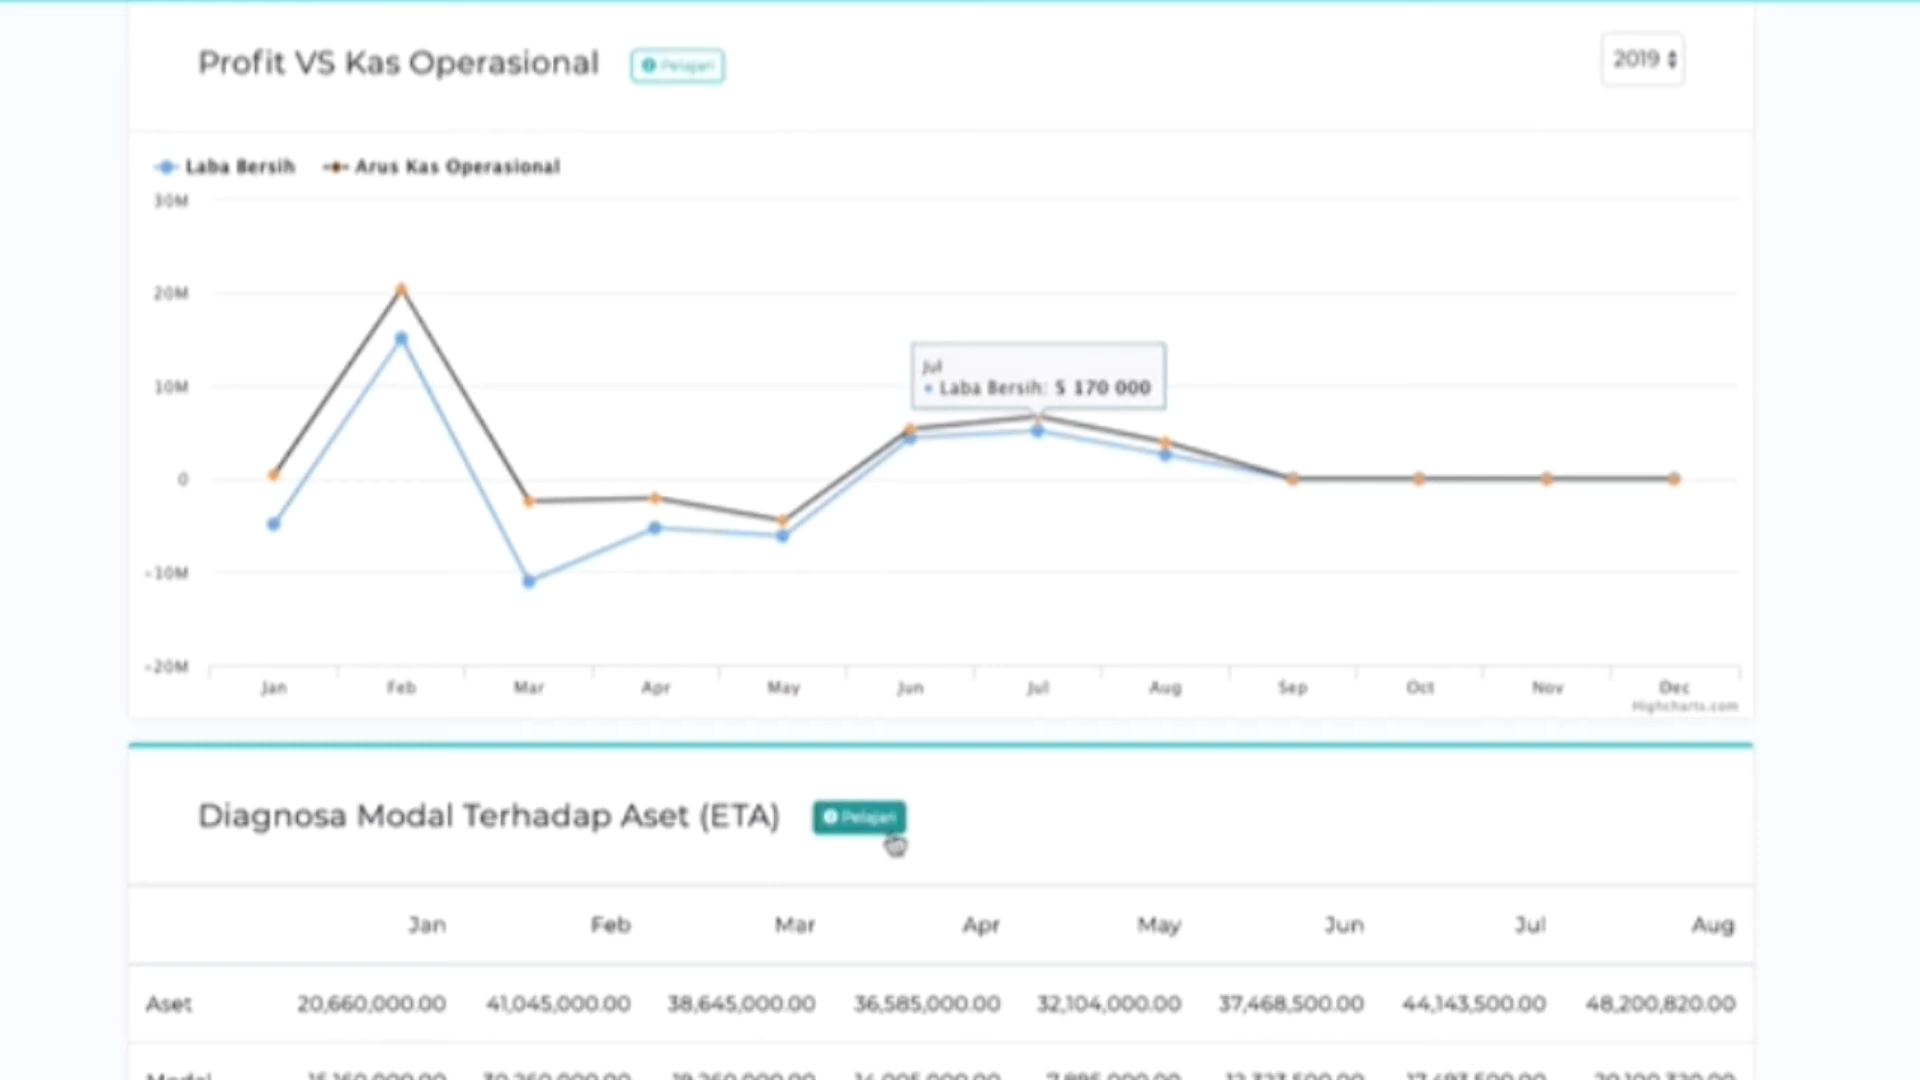 Profit VS Kas Operasional
Pelajari
2019
Laba Bersih
Arus Kas Operasional
30M
20M
10M
0
-10M
-20M
Jul
Laba Bersih: 5 170 000
Jan Feb Mar Apr May Jun Jul Aug Sep Oct Nov Dec
Highcharts.com
Diagnosa Modal Terhadap Aset (ETA)
Pelajari
Jan Feb Mar Apr May Jun Jul Aug
Aset 20,660,000.00 41,045,000.00 38,645,000.00 36,585,000.00 32,104,000.00 37,468,500.00 44,143,500.00 48,200,820.00
Modal